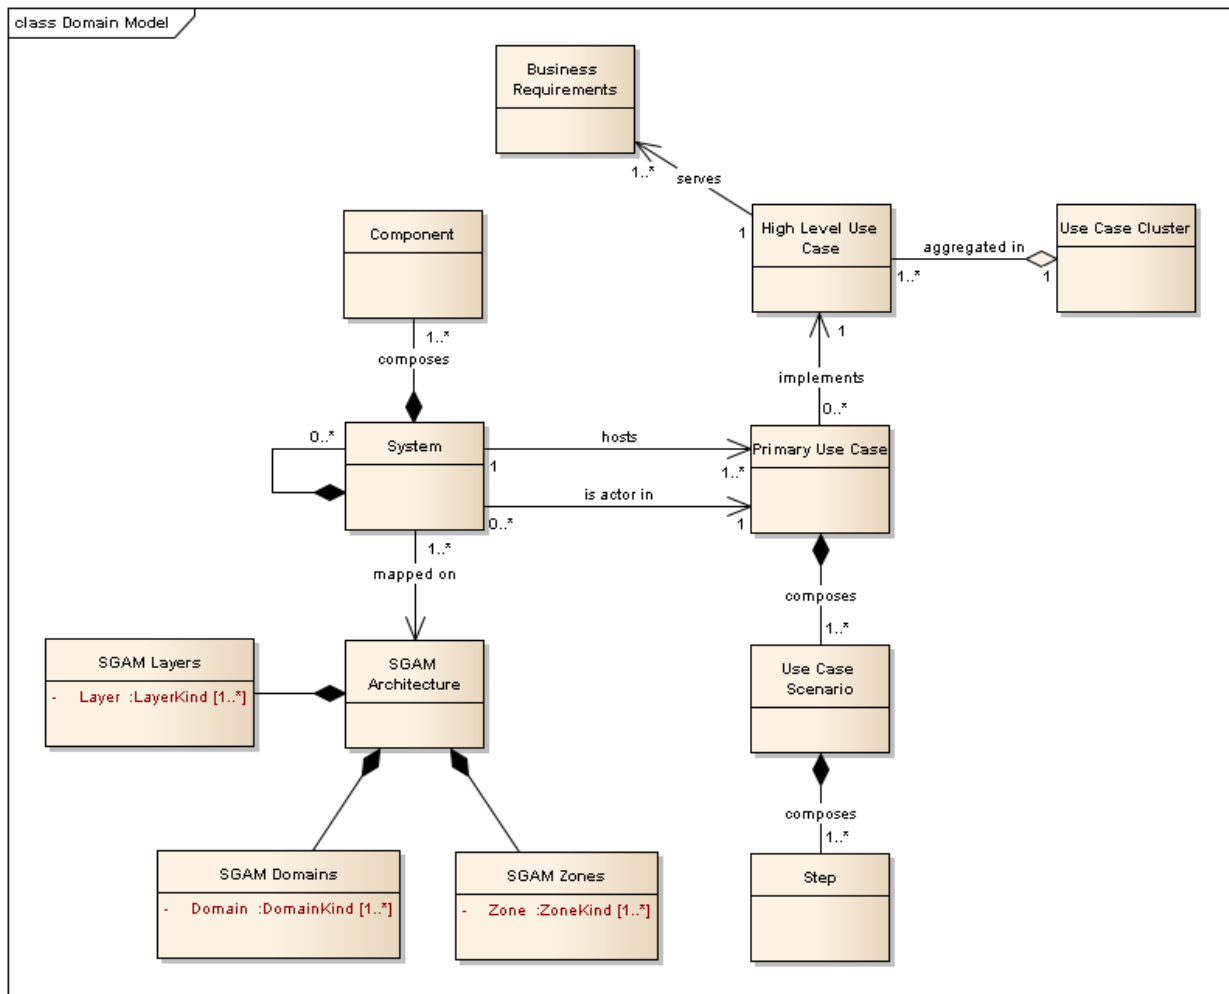 class Domain Model
Business
Requirements
1..*
serves
1
High Level Use
Case
aggregated in
1..*
1
Use Case Cluster
Component
1..*
composes
1
implements
0..*
0..*
System
1
hosts
1..*
Primary Use Case
0..*
is actor in
1
1..*
mapped on
composes
1..*
SGAM Layers
- Layer :LayerKind [1..*]
SGAM
Architecture
Use Case
Scenario
composes
1..*
SGAM Domains
- Domain :DomainKind [1..*]
SGAM Zones
- Zone :ZoneKind [1..*]
Step